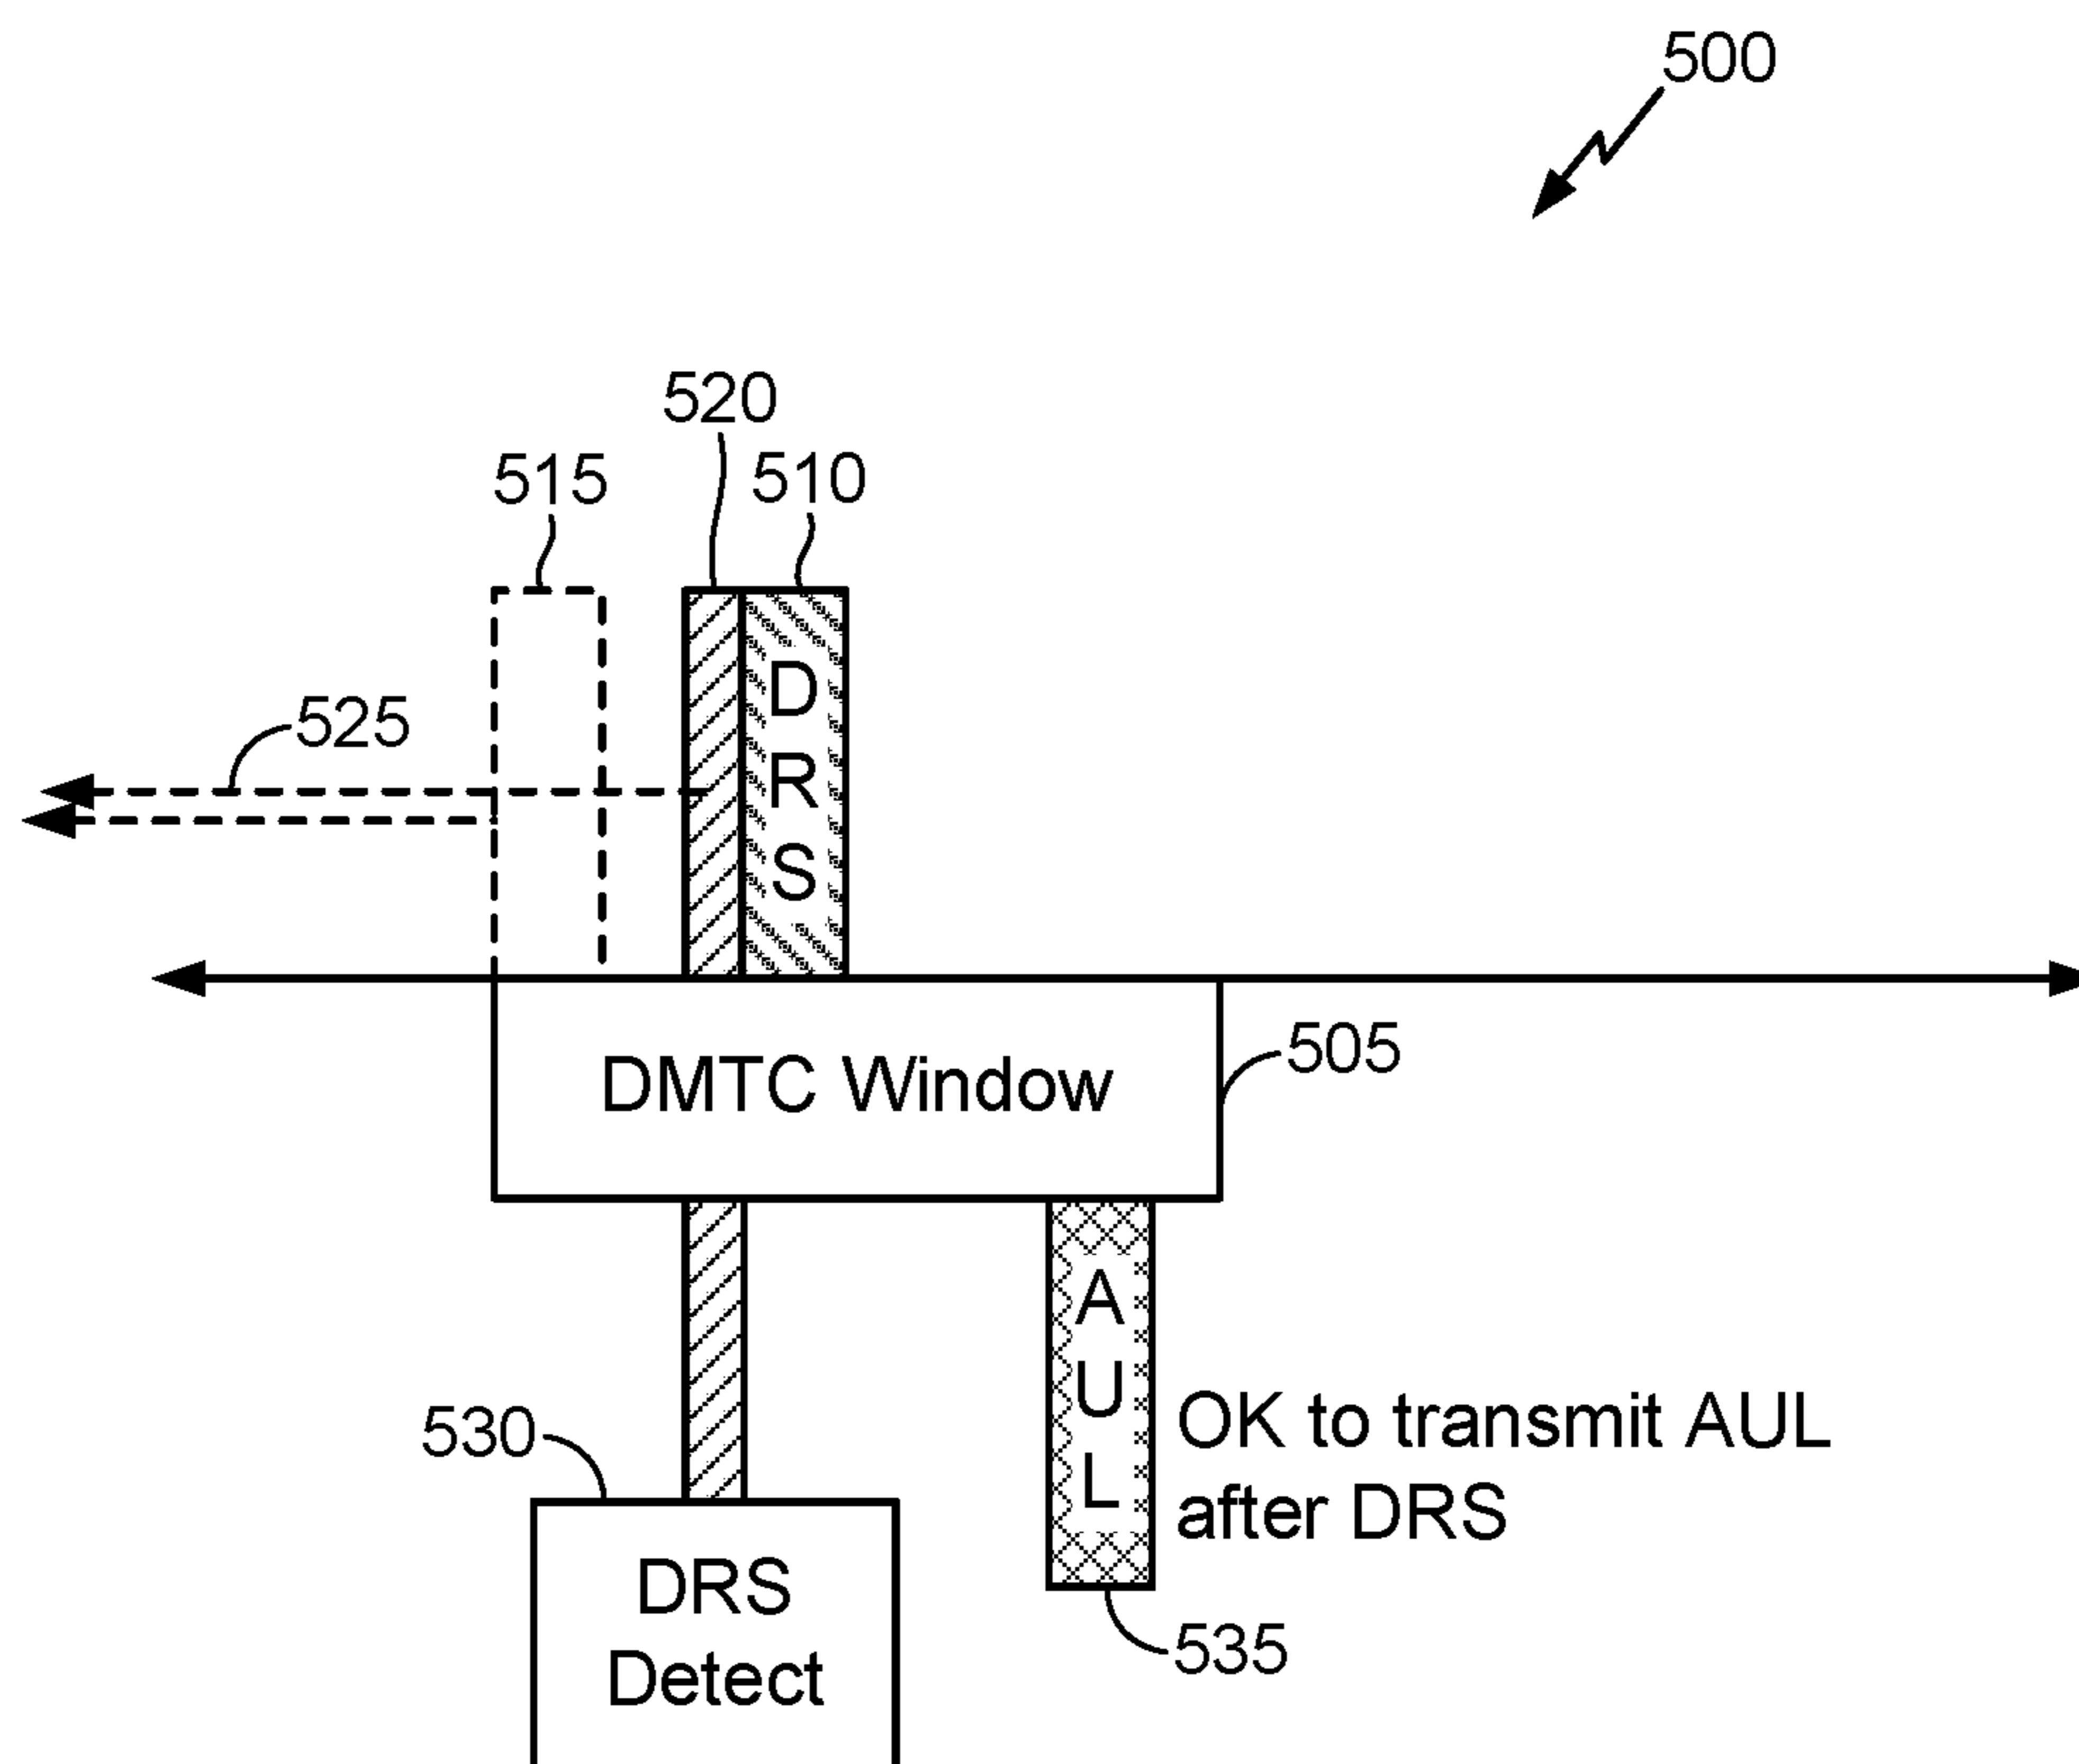 500
520
515
510
525
D
R
S
DMTC Window
505
A
U
L
OK to transmit AUL
after DRS
530
DRS
Detect
535